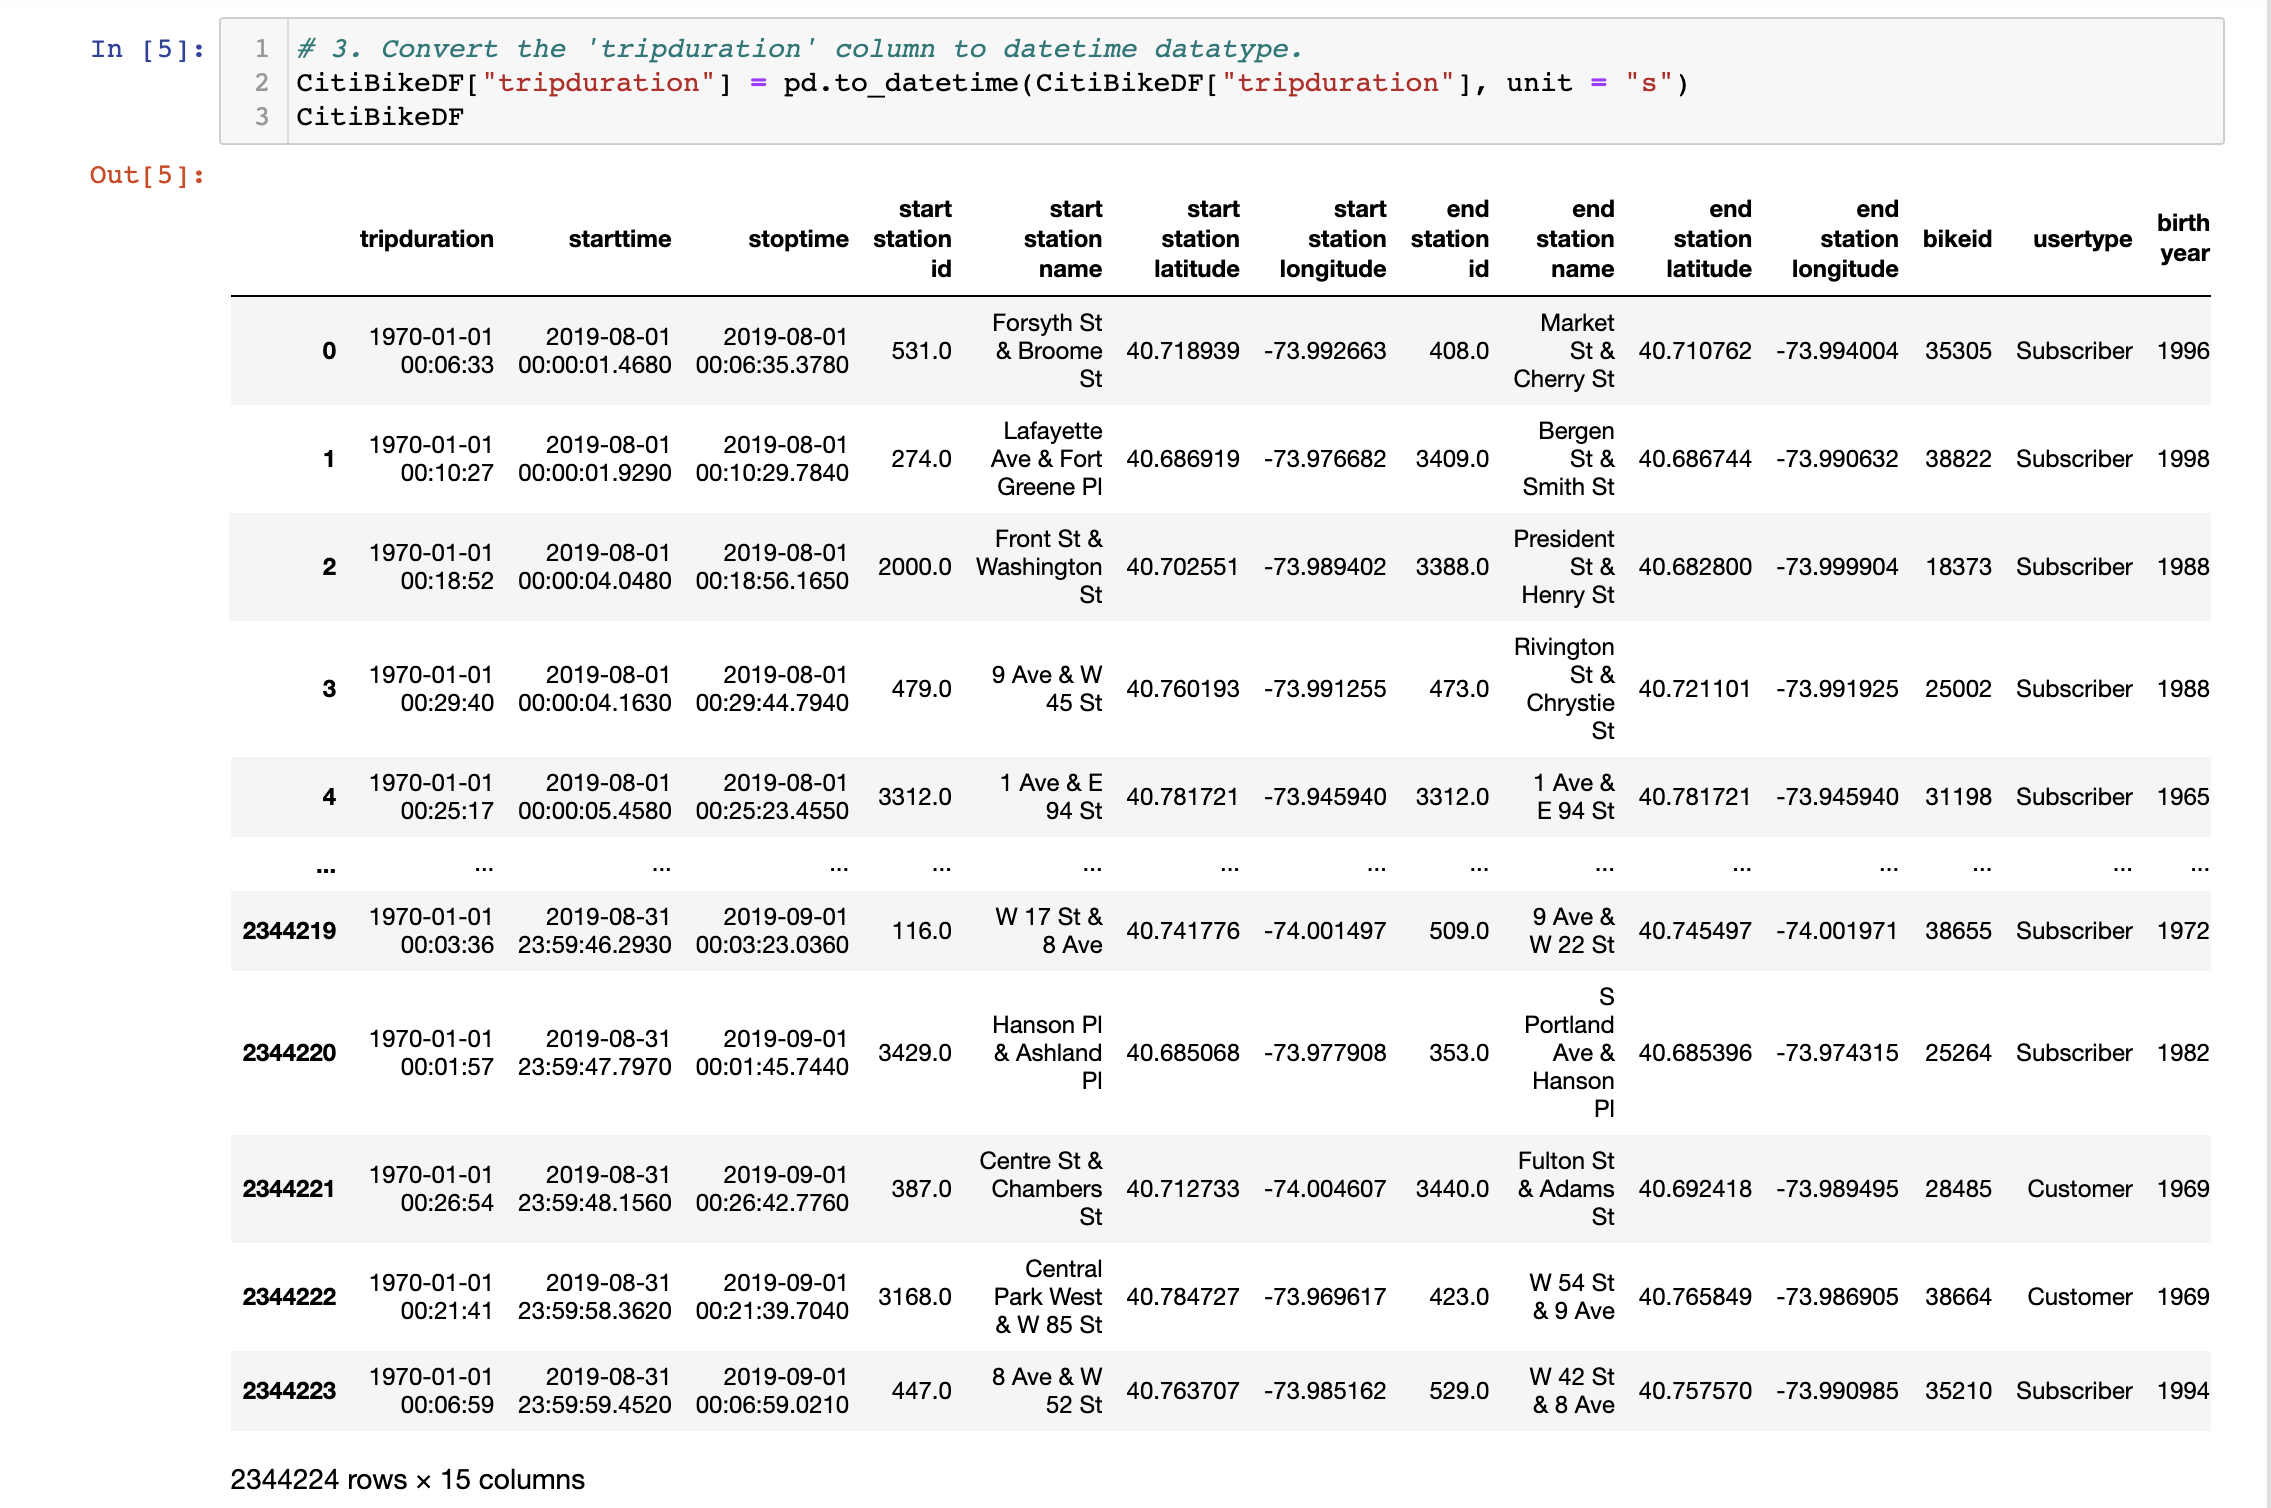 In [5]:
1 # 3. Convert the 'tripduration' column to datetime datatype.
2 CitiBikeDF["tripduration"] = pd.to_datetime(CitiBikeDF["tripduration"], unit = "s")
3 CitiBikeDF
Out[5]:
tripduration starttime stoptime start station id start station name start station latitude start station longitude end station id end station name end station latitude end station longitude bikeid usertype birth year
0 1970-01-01 00:06:33 2019-08-01 00:00:01.4680 2019-08-01 00:06:35.3780 531.0 Forsyth St & Broome St 40.718939 -73.992663 408.0 Market St & Cherry St 40.710762 -73.994004 35305 Subscriber 1996
1 1970-01-01 00:10:27 2019-08-01 00:00:01.9290 2019-08-01 00:10:29.7840 274.0 Lafayette Ave & Fort Greene Pl 40.686919 -73.976682 3409.0 Bergen St & Smith St 40.686744 -73.990632 38822 Subscriber 1998
2 1970-01-01 00:18:52 2019-08-01 00:00:04.0480 2019-08-01 00:18:56.1650 2000.0 Front St & Washington St 40.702551 -73.989402 3388.0 President St & Henry St 40.682800 -73.999904 18373 Subscriber 1988
3 1970-01-01 00:29:40 2019-08-01 00:00:04.1630 2019-08-01 00:29:44.7940 479.0 9 Ave & W 45 St 40.760193 -73.991255 473.0 Rivington St & Chrystie St 40.721101 -73.991925 25002 Subscriber 1988
4 1970-01-01 00:25:17 2019-08-01 00:00:05.4580 2019-08-01 00:25:23.4550 3312.0 1 Ave & E 94 St 40.781721 -73.945940 3312.0 1 Ave & E 94 St 40.781721 -73.945940 31198 Subscriber 1965
... ... ... ... ... ... ... ... ... ... ... ... ... ... ...
2344219 1970-01-01 00:03:36 2019-08-31 23:59:46.2930 2019-09-01 00:03:23.0360 116.0 W 17 St & 8 Ave 40.741776 -74.001497 509.0 9 Ave & W 22 St 40.745497 -74.001971 38655 Subscriber 1972
2344220 1970-01-01 00:01:57 2019-08-31 23:59:47.7970 2019-09-01 00:01:45.7440 3429.0 Hanson Pl & Ashland Pl 40.685068 -73.977908 353.0 S Portland Ave & Hanson Pl 40.685396 -73.974315 25264 Subscriber 1982
2344221 1970-01-01 00:26:54 2019-08-31 23:59:48.1560 2019-09-01 00:26:42.7760 387.0 Centre St & Chambers St 40.712733 -74.004607 3440.0 Fulton St & Adams St 40.692418 -73.989495 28485 Customer 1969
2344222 1970-01-01 00:21:41 2019-08-31 23:59:58.3620 2019-09-01 00:21:39.7040 3168.0 Central Park West & W 85 St 40.784727 -73.969617 423.0 W 54 St & 9 Ave 40.765849 -73.986905 38664 Customer 1969
2344223 1970-01-01 00:06:59 2019-08-31 23:59:59.4520 2019-09-01 00:06:59.0210 447.0 8 Ave & W 52 St 40.763707 -73.985162 529.0 W 42 St & 8 Ave 40.757570 -73.990985 35210 Subscriber 1994
2344224 rows × 15 columns